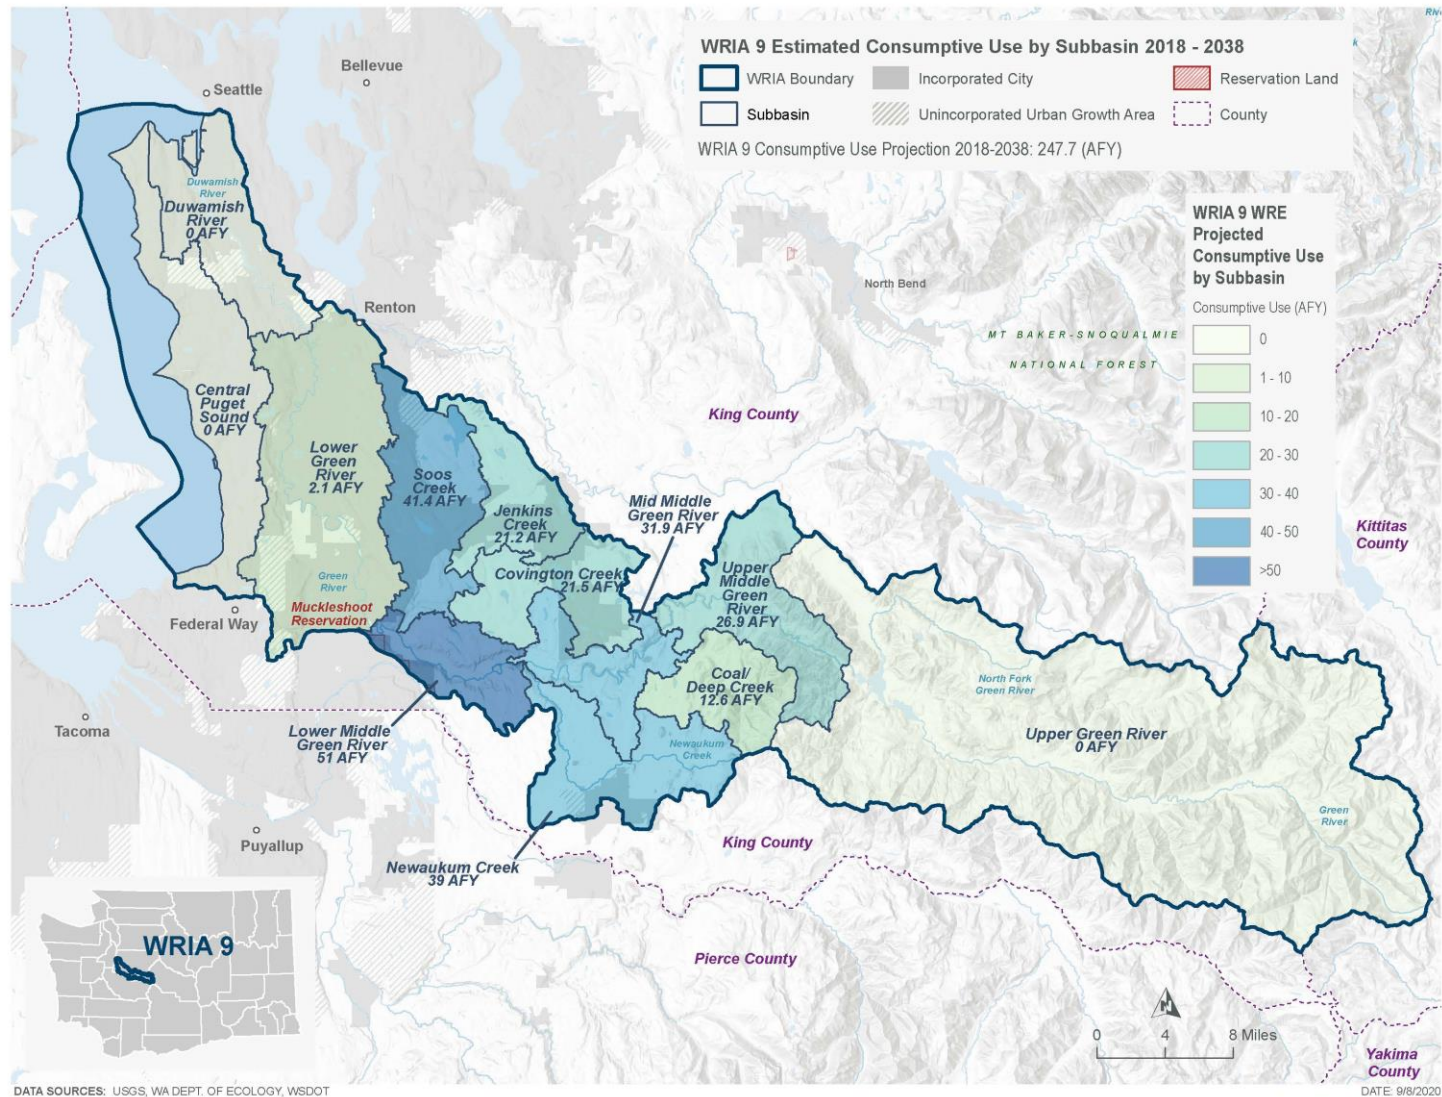 WRIA 9 Estimated Consumptive Use by Subbasin 2018 - 2038
WRIA Boundary
Incorporated City
Reservation Land
Subbasin
Unincorporated Urban Growth Area
County
WRIA 9 Consumptive Use Projection 2018-2038: 247.7 (AFY)
WRIA 9 WRE
Projected
Consumptive Use
by Subbasin
Consumptive Use (AFY)
0
1 - 10
10 - 20
20 - 30
30 - 40
40 - 50
>50
Bellevue
Seattle
Duwamish
River
Duwamish
River
0 AFY
Renton
North Bend
MT BAKER-SNOQUALMIE
NATIONAL FOREST
King County
Central
Puget
Sound
0 AFY
Lower
Green
River
2.1 AFY
Soos
Creek
41.4 AFY
Jenkins
Creek
21.2 AFY
Mid Middle
Green River
31.9 AFY
Kittitas
County
Covington Creek
21.5 AFY
Upper
Middle
Green
River
26.9 AFY
Green
River
Muckleshoot
Reservation
Federal Way
Coal/
Deep Creek
12.6 AFY
North Fork
Green River
Upper Green River
0 AFY
Tacoma
Lower Middle
Green River
51 AFY
Newaukum
Creek
Green
River
Puyallup
Newaukum Creek
39 AFY
King County
Pierce County
WRIA 9
N
0 4 8 Miles
Yakima
County
DATA SOURCES: USGS, WA DEPT. OF ECOLOGY, WSDOT
DATE: 9/8/2020